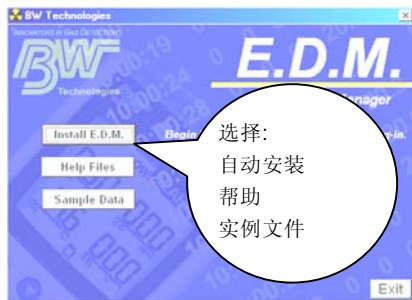 BW Technologies
INNOVATORS IN GAS DETECTION
BW
Technologies
E.D.M.
Manager
Install E.D.M.
Begin
in.
Help Files
Sample Data
选择:
自动安装
帮助
实例文件
Exit